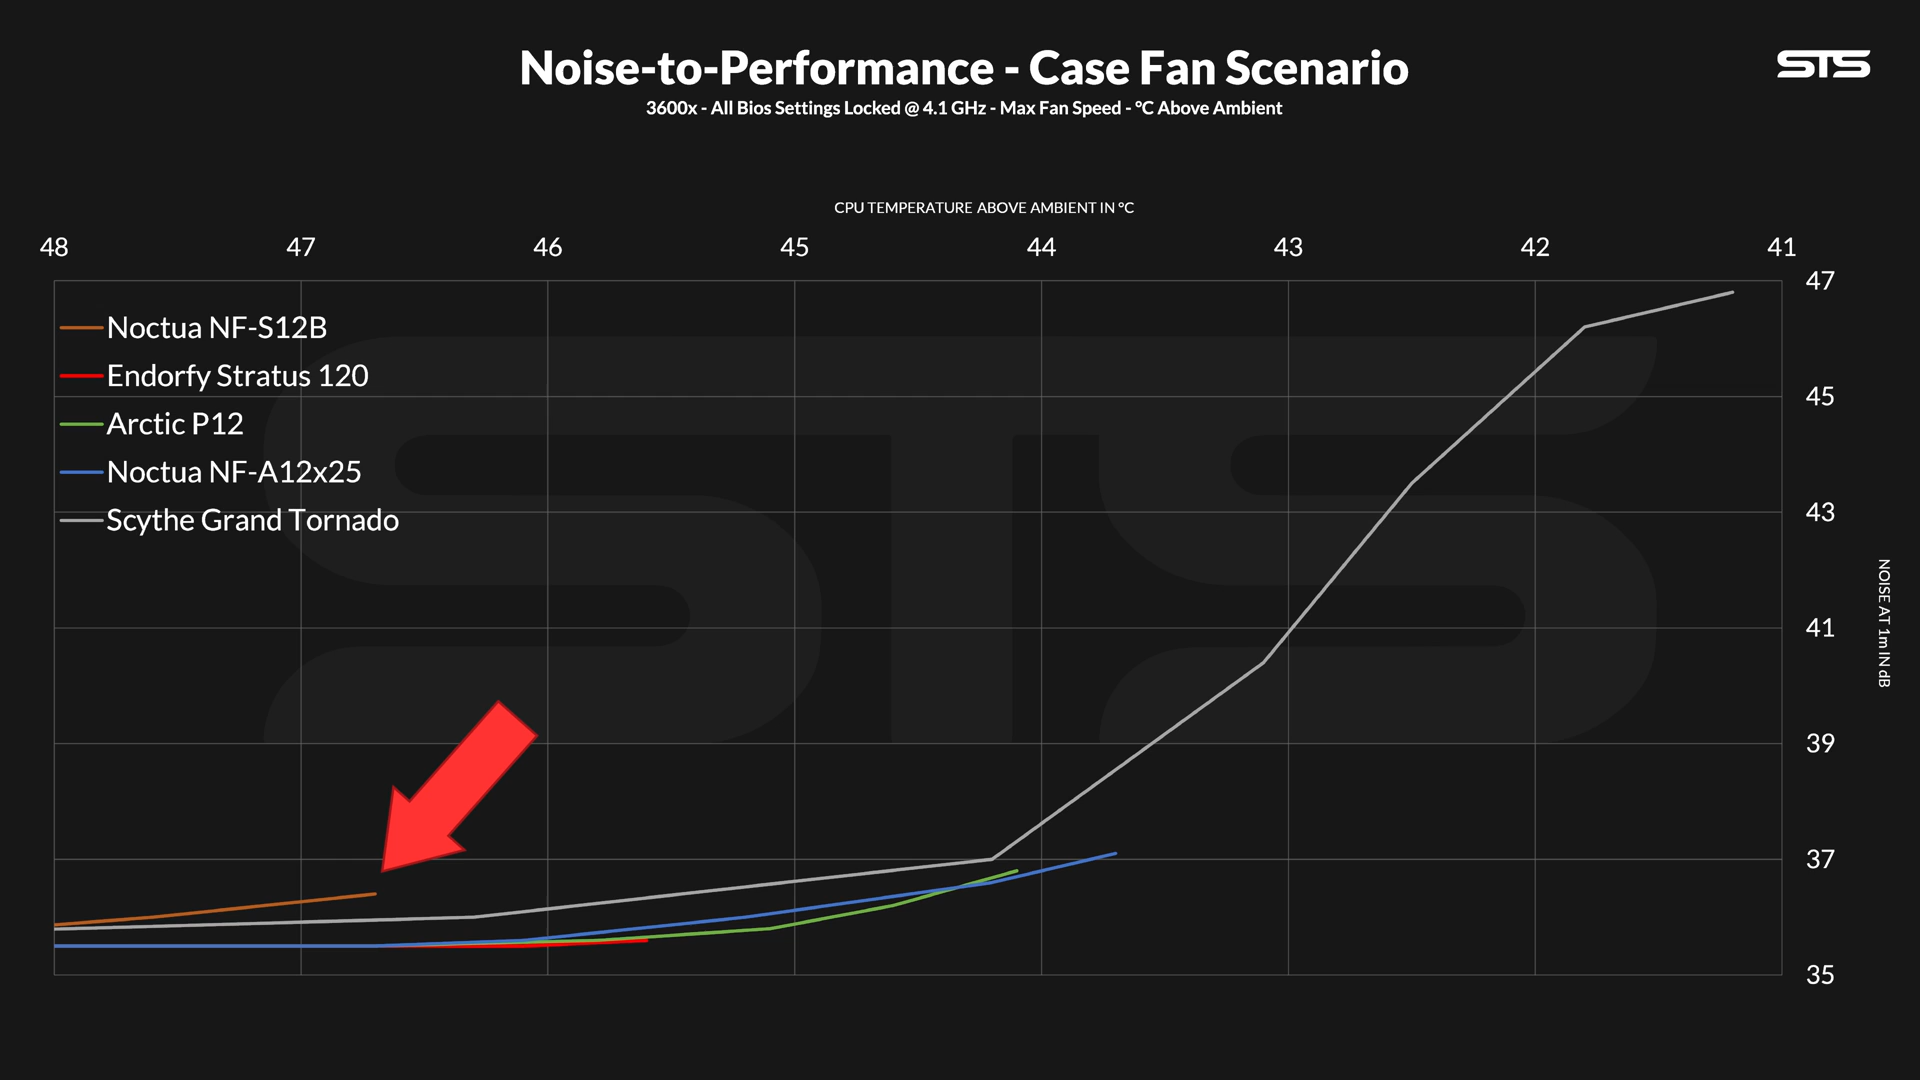 Noise-to-Performance - Case Fan Scenario
STS
3600x - All Bios Settings Locked @ 4.1 GHz - Max Fan Speed - °C Above Ambient
CPU TEMPERATURE ABOVE AMBIENT IN °C
48 47 46 45 44 43 42 41
47
Noctua NF-S12B
Endorfy Stratus 120
45
Arctic P12
Noctua NF-A12x25
43
Scythe Grand Tornado
41
NOISE AT 1m IN dB
39
37
35
STS